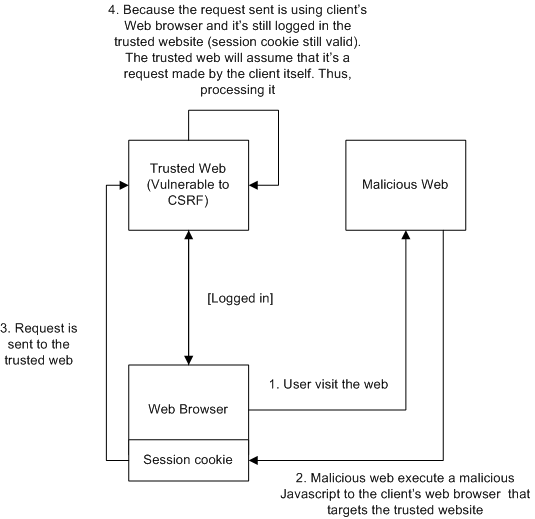 4. Because the request sent is using client's
Web browser and it's still logged in the
trusted website (session cookie still valid).
The trusted web will assume that it's a
request made by the client itself. Thus,
processing it
Trusted Web
(Vulnerable to
CSRF)
Malicious Web
[Logged in]
3. Request is
sent to the
trusted web
1. User visit the web
Web Browser
Session cookie
2. Malicious web execute a malicious
Javascript to the client's web browser  that
targets the trusted website